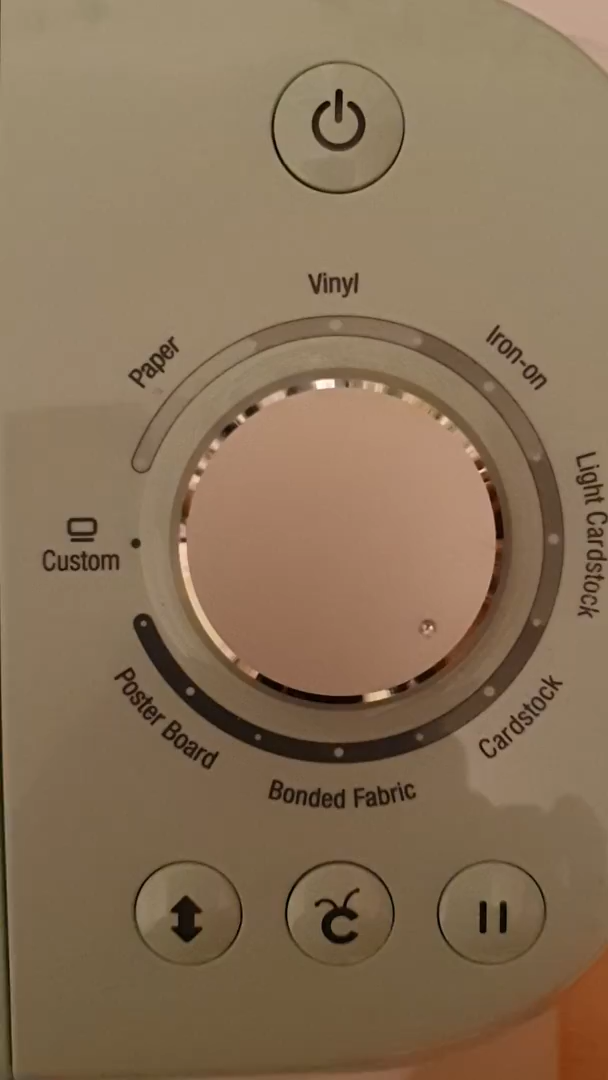 Vinyl
Paper
Iron-on
Light Cardstock
Custom
Cardstock
Poster Board
Bonded Fabric